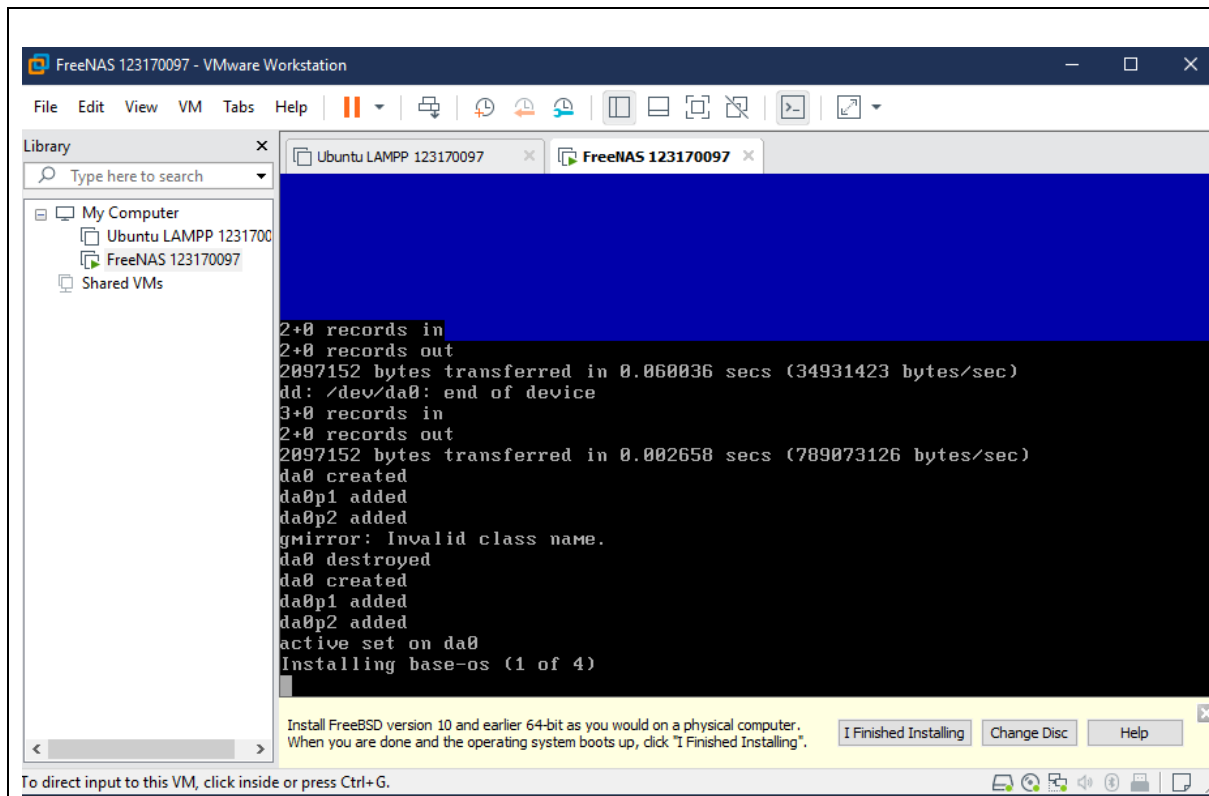 FreeNAS 123170097 - VMware Workstation
File Edit View VM Tabs Help
Library
Type here to search
My Computer
Ubuntu LAMPP 1231700
FreeNAS 123170097
Shared VMs
Ubuntu LAMPP 123170097
FreeNAS 123170097
2+0 records in
2+0 records out
2097152 bytes transferred in 0.060036 secs (34931423 bytes/sec)
dd: /dev/da0: end of device
3+0 records in
2+0 records out
2097152 bytes transferred in 0.002658 secs (789073126 bytes/sec)
da0 created
da0p1 added
da0p2 added
gmirror: Invalid class name.
da0 destroyed
da0 created
da0p1 added
da0p2 added
active set on da0
Installing base-os (1 of 4)
Install FreeBSD version 10 and earlier 64-bit as you would on a physical computer.
When you are done and the operating system boots up, click "I Finished Installing".
I Finished Installing
Change Disc
Help
To direct input to this VM, click inside or press Ctrl+G.